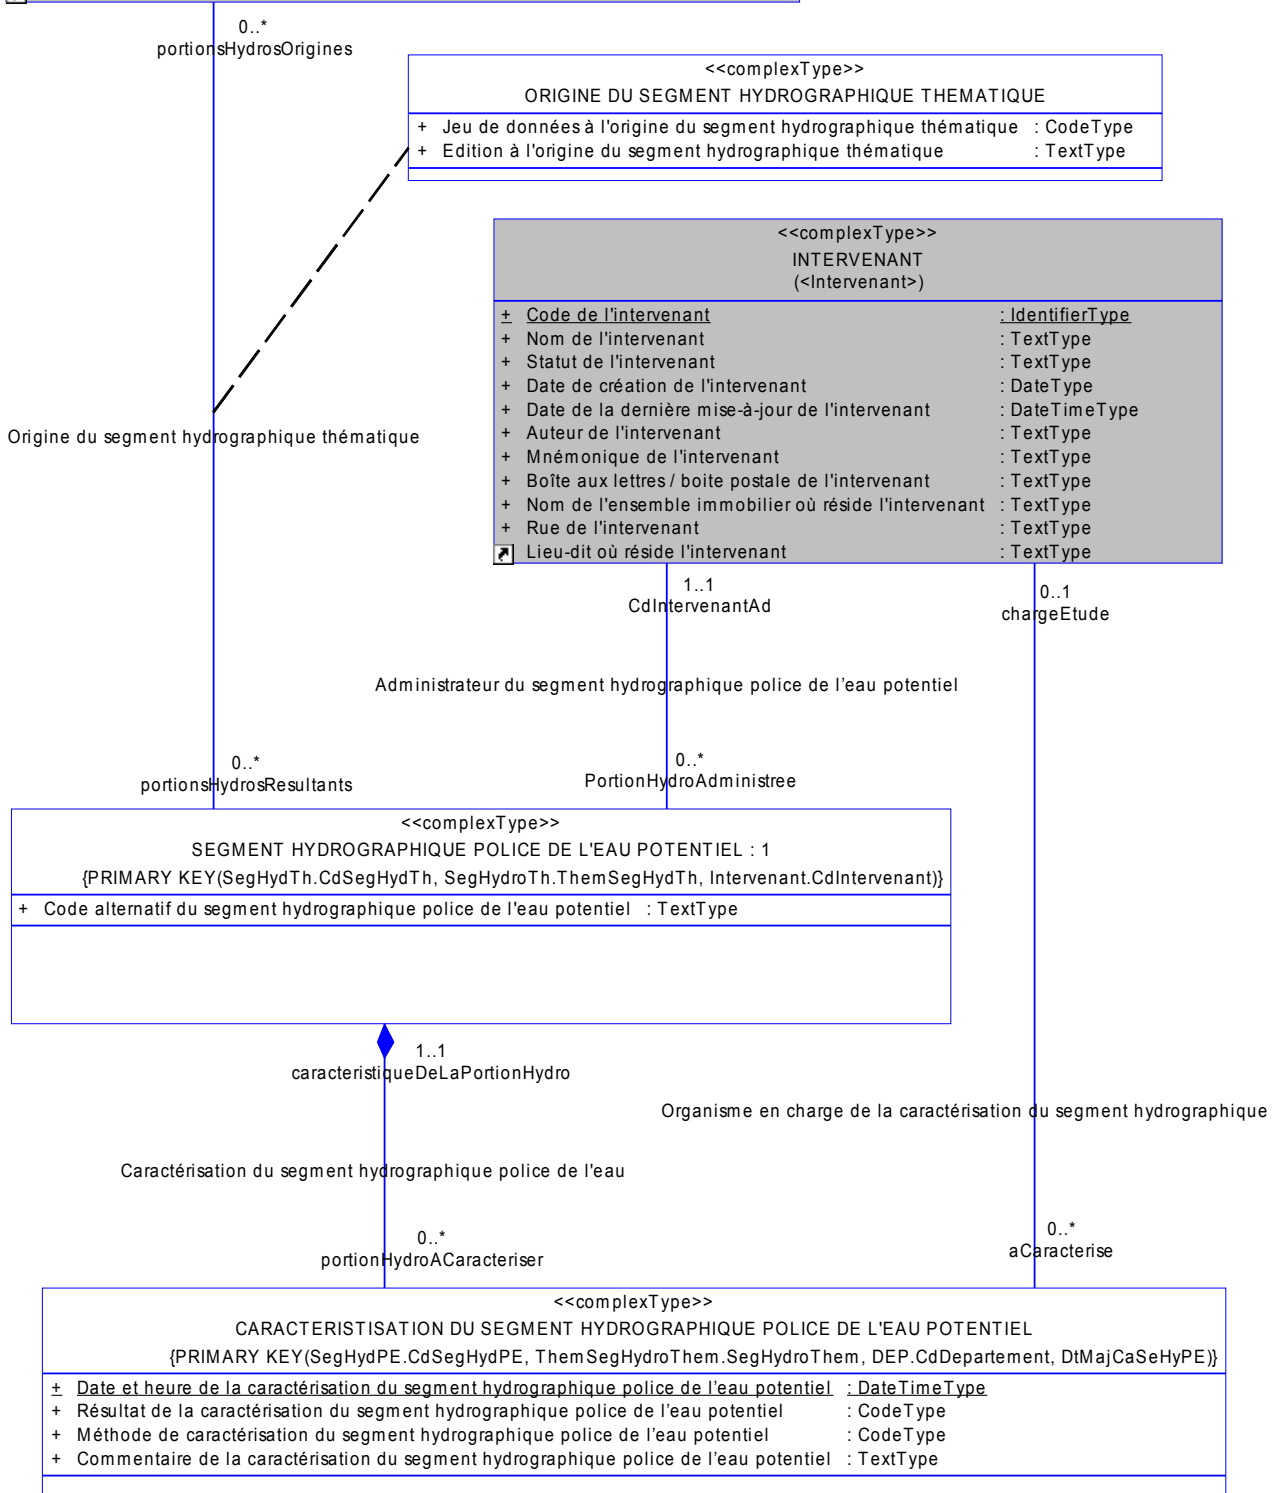 0..*
portionsHydrosOrigines
<<complexType>>
ORIGINE DU SEGMENT HYDROGRAPHIQUE THEMATIQUE
+ Jeu de données à l'origine du segment hydrographique thématique : CodeType
+ Edition à l'origine du segment hydrographique thématique : TextType
<<complexType>>
INTERVENANT
(<Intervenant>)
+ Code de l'intervenant : IdentifierType
+ Nom de l'intervenant : TextType
+ Statut de l'intervenant : TextType
+ Date de création de l'intervenant : DateType
+ Date de la dernière mise-à-jour de l'intervenant : DateTimeType
+ Auteur de l'intervenant : TextType
+ Mnémonique de l'intervenant : TextType
+ Boîte aux lettres / boite postale de l'intervenant : TextType
+ Nom de l'ensemble immobilier où réside l'intervenant : TextType
+ Rue de l'intervenant : TextType
Lieu-dit où réside l'intervenant : TextType
Origine du segment hydrographique thématique
1..1
CdIntervenantAd
0..1
chargeEtude
Administrateur du segment hydrographique police de l'eau potentiel
0..*
portionsHydrosResultants
0..*
PortionHydroAdministree
<<complexType>>
SEGMENT HYDROGRAPHIQUE POLICE DE L'EAU POTENTIEL : 1
{PRIMARY KEY(SegHydTh.CdSegHydTh, SegHydroTh.ThemSegHydTh, Intervenant.CdIntervenant)}
+ Code alternatif du segment hydrographique police de l'eau potentiel : TextType
1..1
caracteristiqueDeLaPortionHydro
Organisme en charge de la caractérisation du segment hydrographique
Caractérisation du segment hydrographique police de l'eau
0..*
portionHydroACaracteriser
0..*
aCaracterise
<<complexType>>
CARACTERISTISATION DU SEGMENT HYDROGRAPHIQUE POLICE DE L'EAU POTENTIEL
{PRIMARY KEY(SegHydPE.CdSegHydPE, ThemSegHydroThem.SegHydroThem, DEP.CdDepartement, DtMajCaSeHyPE)}
+ Date et heure de la caractérisation du segment hydrographique police de l’eau potentiel : DateTimeType
+ Résultat de la caractérisation du segment hydrographique police de l’eau potentiel : CodeType
+ Méthode de caractérisation du segment hydrographique police de l’eau potentiel : CodeType
+ Commentaire de la caractérisation du segment hydrographique police de l’eau potentiel : TextType